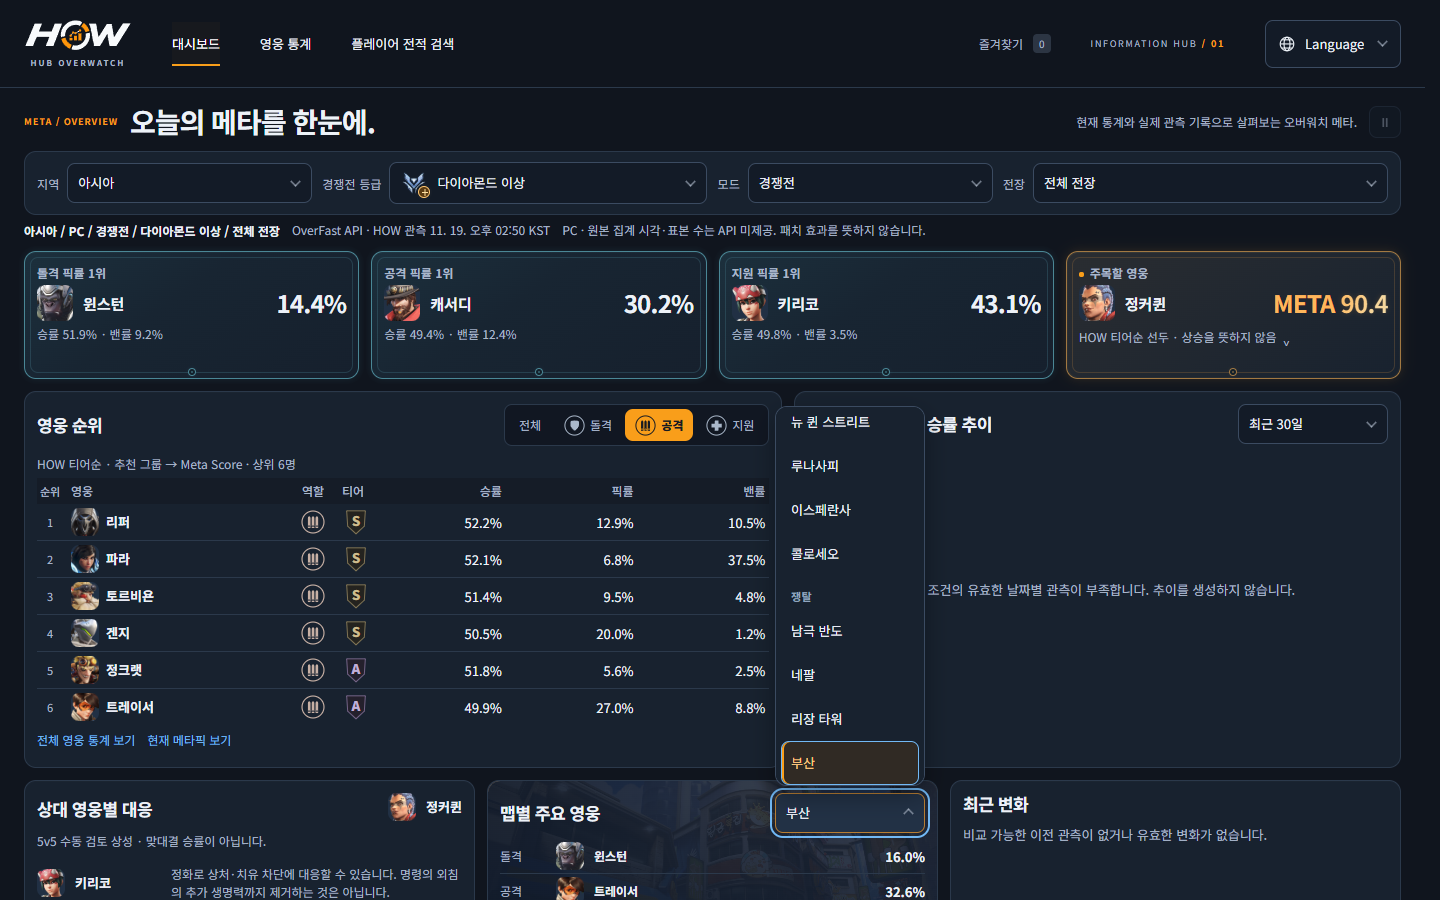 HOW
HUB OVERWATCH
대시보드
영웅 통계
플레이어 전적 검색
즐겨찾기 0
INFORMATION HUB / 01
Language
META / OVERVIEW
오늘의 메타를 한눈에.
현재 통계와 실제 관측 기록으로 살펴보는 오버워치 메타.
지역 아시아
경쟁전 등급 다이아몬드 이상
모드 경쟁전
전장 전체 전장
아시아 / PC / 경쟁전 / 다이아몬드 이상 / 전체 전장 OverFast API · HOW 관측 11. 19. 오후 02:50 KST PC · 원본 집계 시각·표본 수는 API 미제공. 패치 효과를 뜻하지 않습니다.
돌격 픽률 1위
윈스턴 14.4%
승률 51.9% · 밴률 9.2%
공격 픽률 1위
캐서디 30.2%
승률 49.4% · 밴률 12.4%
지원 픽률 1위
키리코 43.1%
승률 49.8% · 밴률 3.5%
주목할 영웅
정커퀸 META 90.4
HOW 티어순 선두 · 상승을 뜻하지 않음
영웅 순위
전체 돌격 공격 지원
HOW 티어순 · 추천 그룹 → Meta Score · 상위 6명
순위 영웅 역할 티어 승률 픽률 밴률
1 리퍼 S 52.2% 12.9% 10.5%
2 파라 S 52.1% 6.8% 37.5%
3 토르비욘 S 51.4% 9.5% 4.8%
4 겐지 S 50.5% 20.0% 1.2%
5 정크랫 A 51.8% 5.6% 2.5%
6 트레이서 A 49.9% 27.0% 8.8%
전체 영웅 통계 보기 현재 메타픽 보기
뉴 퀸 스트리트
루나사피
이스페란사
콜로세오
쟁탈
남극 반도
네팔
리장 타워
부산
승률 추이
최근 30일
조건의 유효한 날짜별 관측이 부족합니다. 추이를 생성하지 않습니다.
상대 영웅별 대응 정커퀸
5v5 수동 검토 상성 · 맞대결 승률이 아닙니다.
키리코
정화로 상처·치유 차단에 대응할 수 있습니다. 명령의 외침
의 추가 생명력까지 제거하는 것은 아닙니다.
맵별 주요 영웅
부산
돌격 윈스턴 16.0%
공격 트레이서 32.6%
최근 변화
비교 가능한 이전 관측이 없거나 유효한 변화가 없습니다.